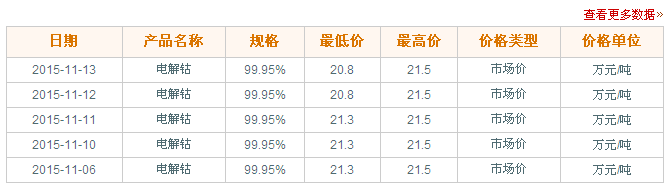 查看更多数据»
日期 产品名称 规格 最低价 最高价 价格类型 价格单位
2015-11-13 电解钴 99.95% 20.8 21.5 市场价 万元/吨
2015-11-12 电解钴 99.95% 20.8 21.5 市场价 万元/吨
2015-11-11 电解钴 99.95% 21.3 21.5 市场价 万元/吨
2015-11-10 电解钴 99.95% 21.3 21.5 市场价 万元/吨
2015-11-06 电解钴 99.95% 21.3 21.5 市场价 万元/吨